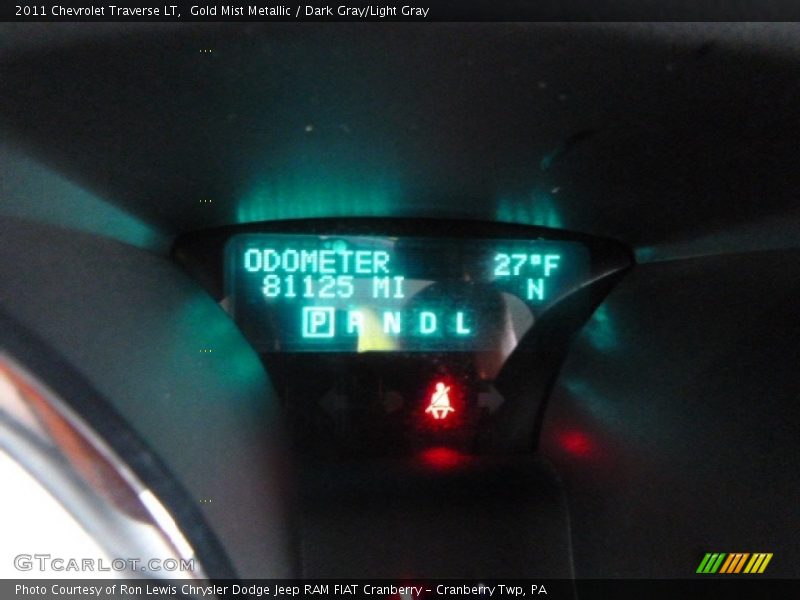 2011 Chevrolet Traverse LT,  Gold Mist Metallic / Dark Gray/Light Gray
ODOMETER 27°F
81125 MI N
P R N D L
GTCARLOT.COM
Photo Courtesy of Ron Lewis Chrysler Dodge Jeep RAM FIAT Cranberry – Cranberry Twp, PA